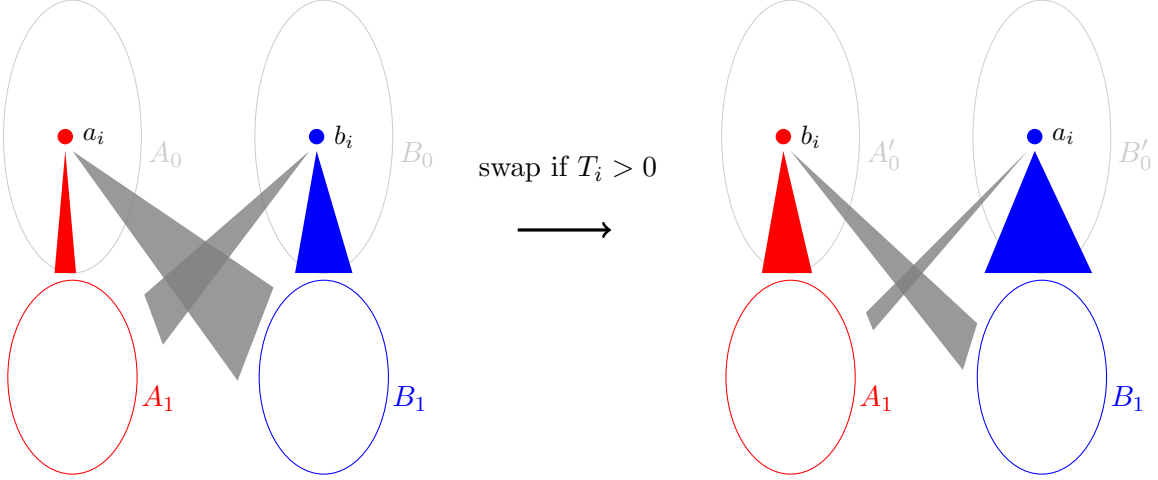 a_i
A_0
b_i
B_0
A_1
B_1
swap if T_i > 0
b_i
A'_0
a_i
B'_0
A_1
B_1